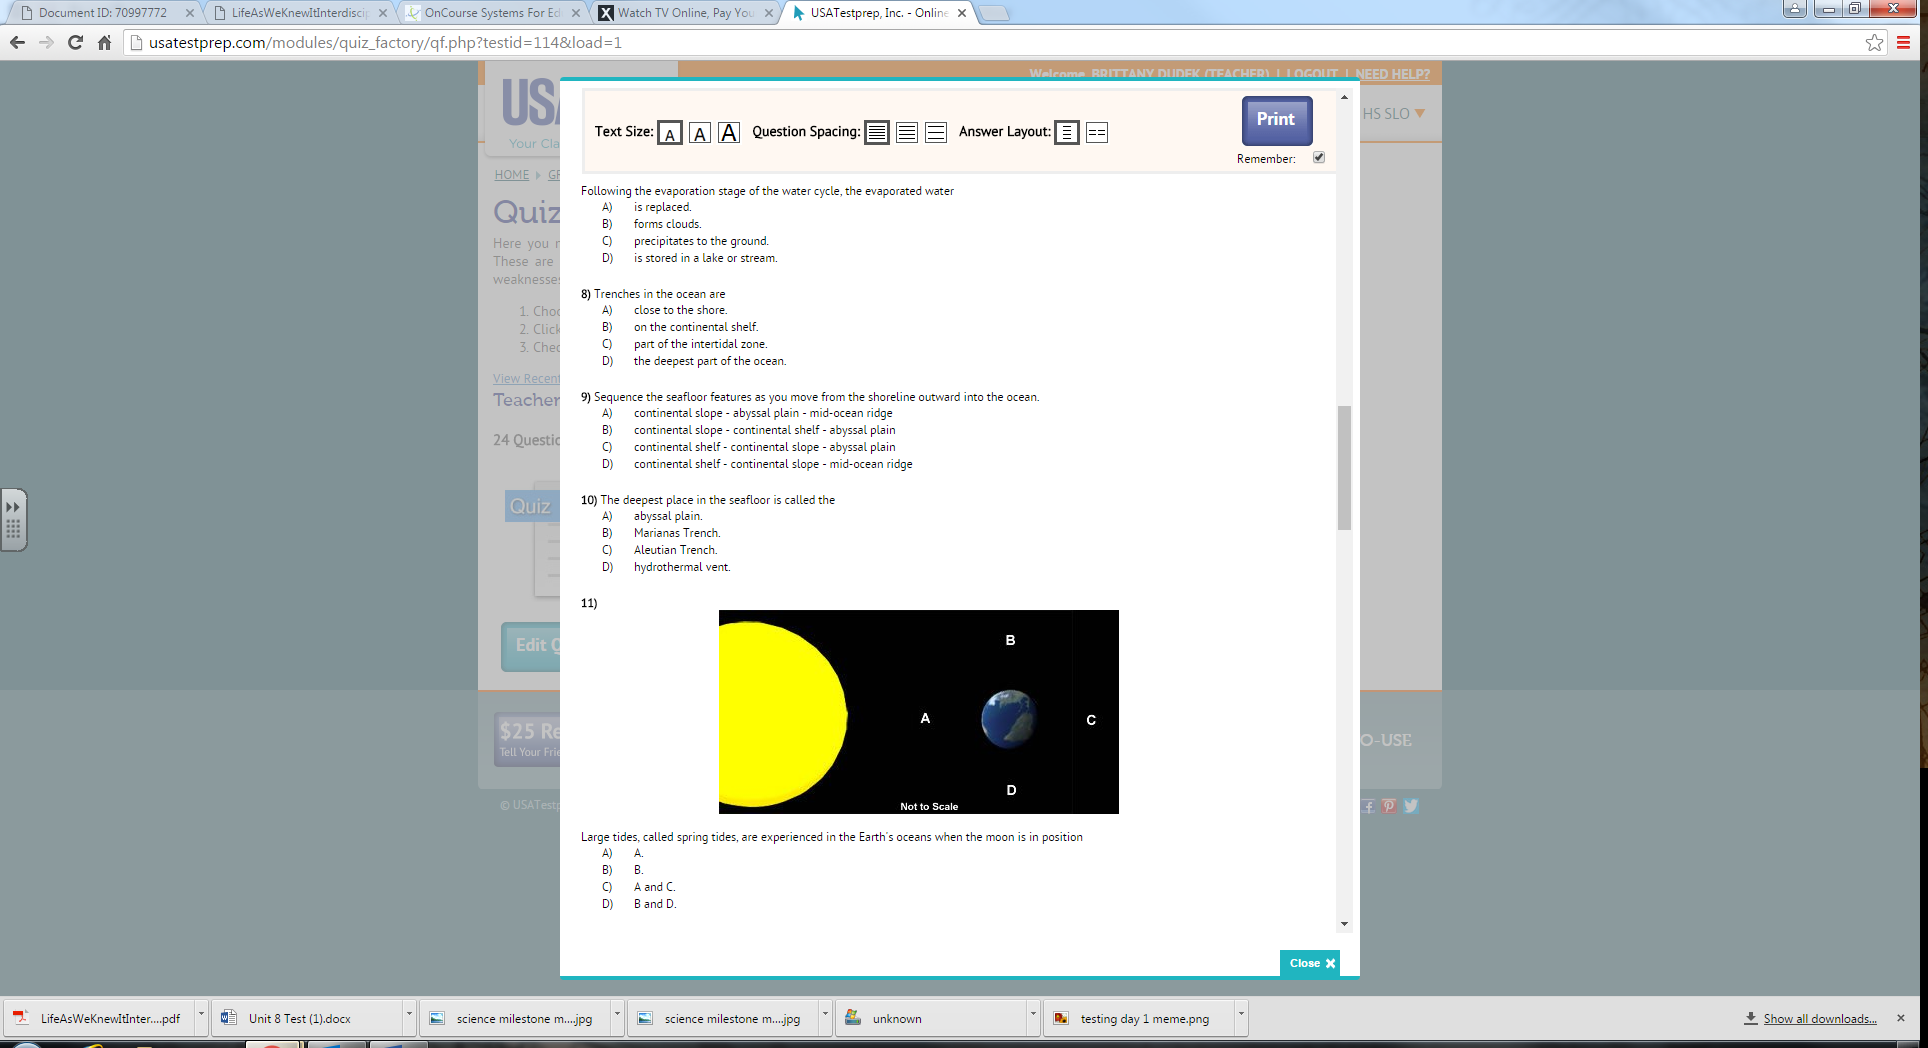 Document ID: 70997772
LifeAsWeKnewItInterdiscip
OnCourse Systems For Ed
Watch TV Online, Pay You
USATestprep, Inc. - Online
usatestprep.com/modules/quiz_factory/qf.php?testid=114&load=1
Welcome, BRITTANY DUDEK (TEACHER) | LOGOUT | NEED HELP?
USA
Your Cla
HS SLO
HOME
Quiz
Here you
These are
weaknesses
1. Choo
2. Click
3. Chec
View Recent
Teacher
24 Questio
Quiz
Edit Q
$25 Re
Tell Your Frie
© USATestp
O-USE
Text Size: A A A Question Spacing: Answer Layout:
Print
Remember:
Following the evaporation stage of the water cycle, the evaporated water
A) is replaced.
B) forms clouds.
C) precipitates to the ground.
D) is stored in a lake or stream.
8) Trenches in the ocean are
A) close to the shore.
B) on the continental shelf.
C) part of the intertidal zone.
D) the deepest part of the ocean.
9) Sequence the seafloor features as you move from the shoreline outward into the ocean.
A) continental slope - abyssal plain - mid-ocean ridge
B) continental slope - continental shelf - abyssal plain
C) continental shelf - continental slope - abyssal plain
D) continental shelf - continental slope - mid-ocean ridge
10) The deepest place in the seafloor is called the
A) abyssal plain.
B) Marianas Trench.
C) Aleutian Trench.
D) hydrothermal vent.
11)
B
A
C
D
Not to Scale
Large tides, called spring tides, are experienced in the Earth's oceans when the moon is in position
A) A.
B) B.
C) A and C.
D) B and D.
Close
LifeAsWeKnewItInter....pdf
Unit 8 Test (1).docx
science milestone m....jpg
science milestone m....jpg
unknown
testing day 1 meme.png
Show all downloads...